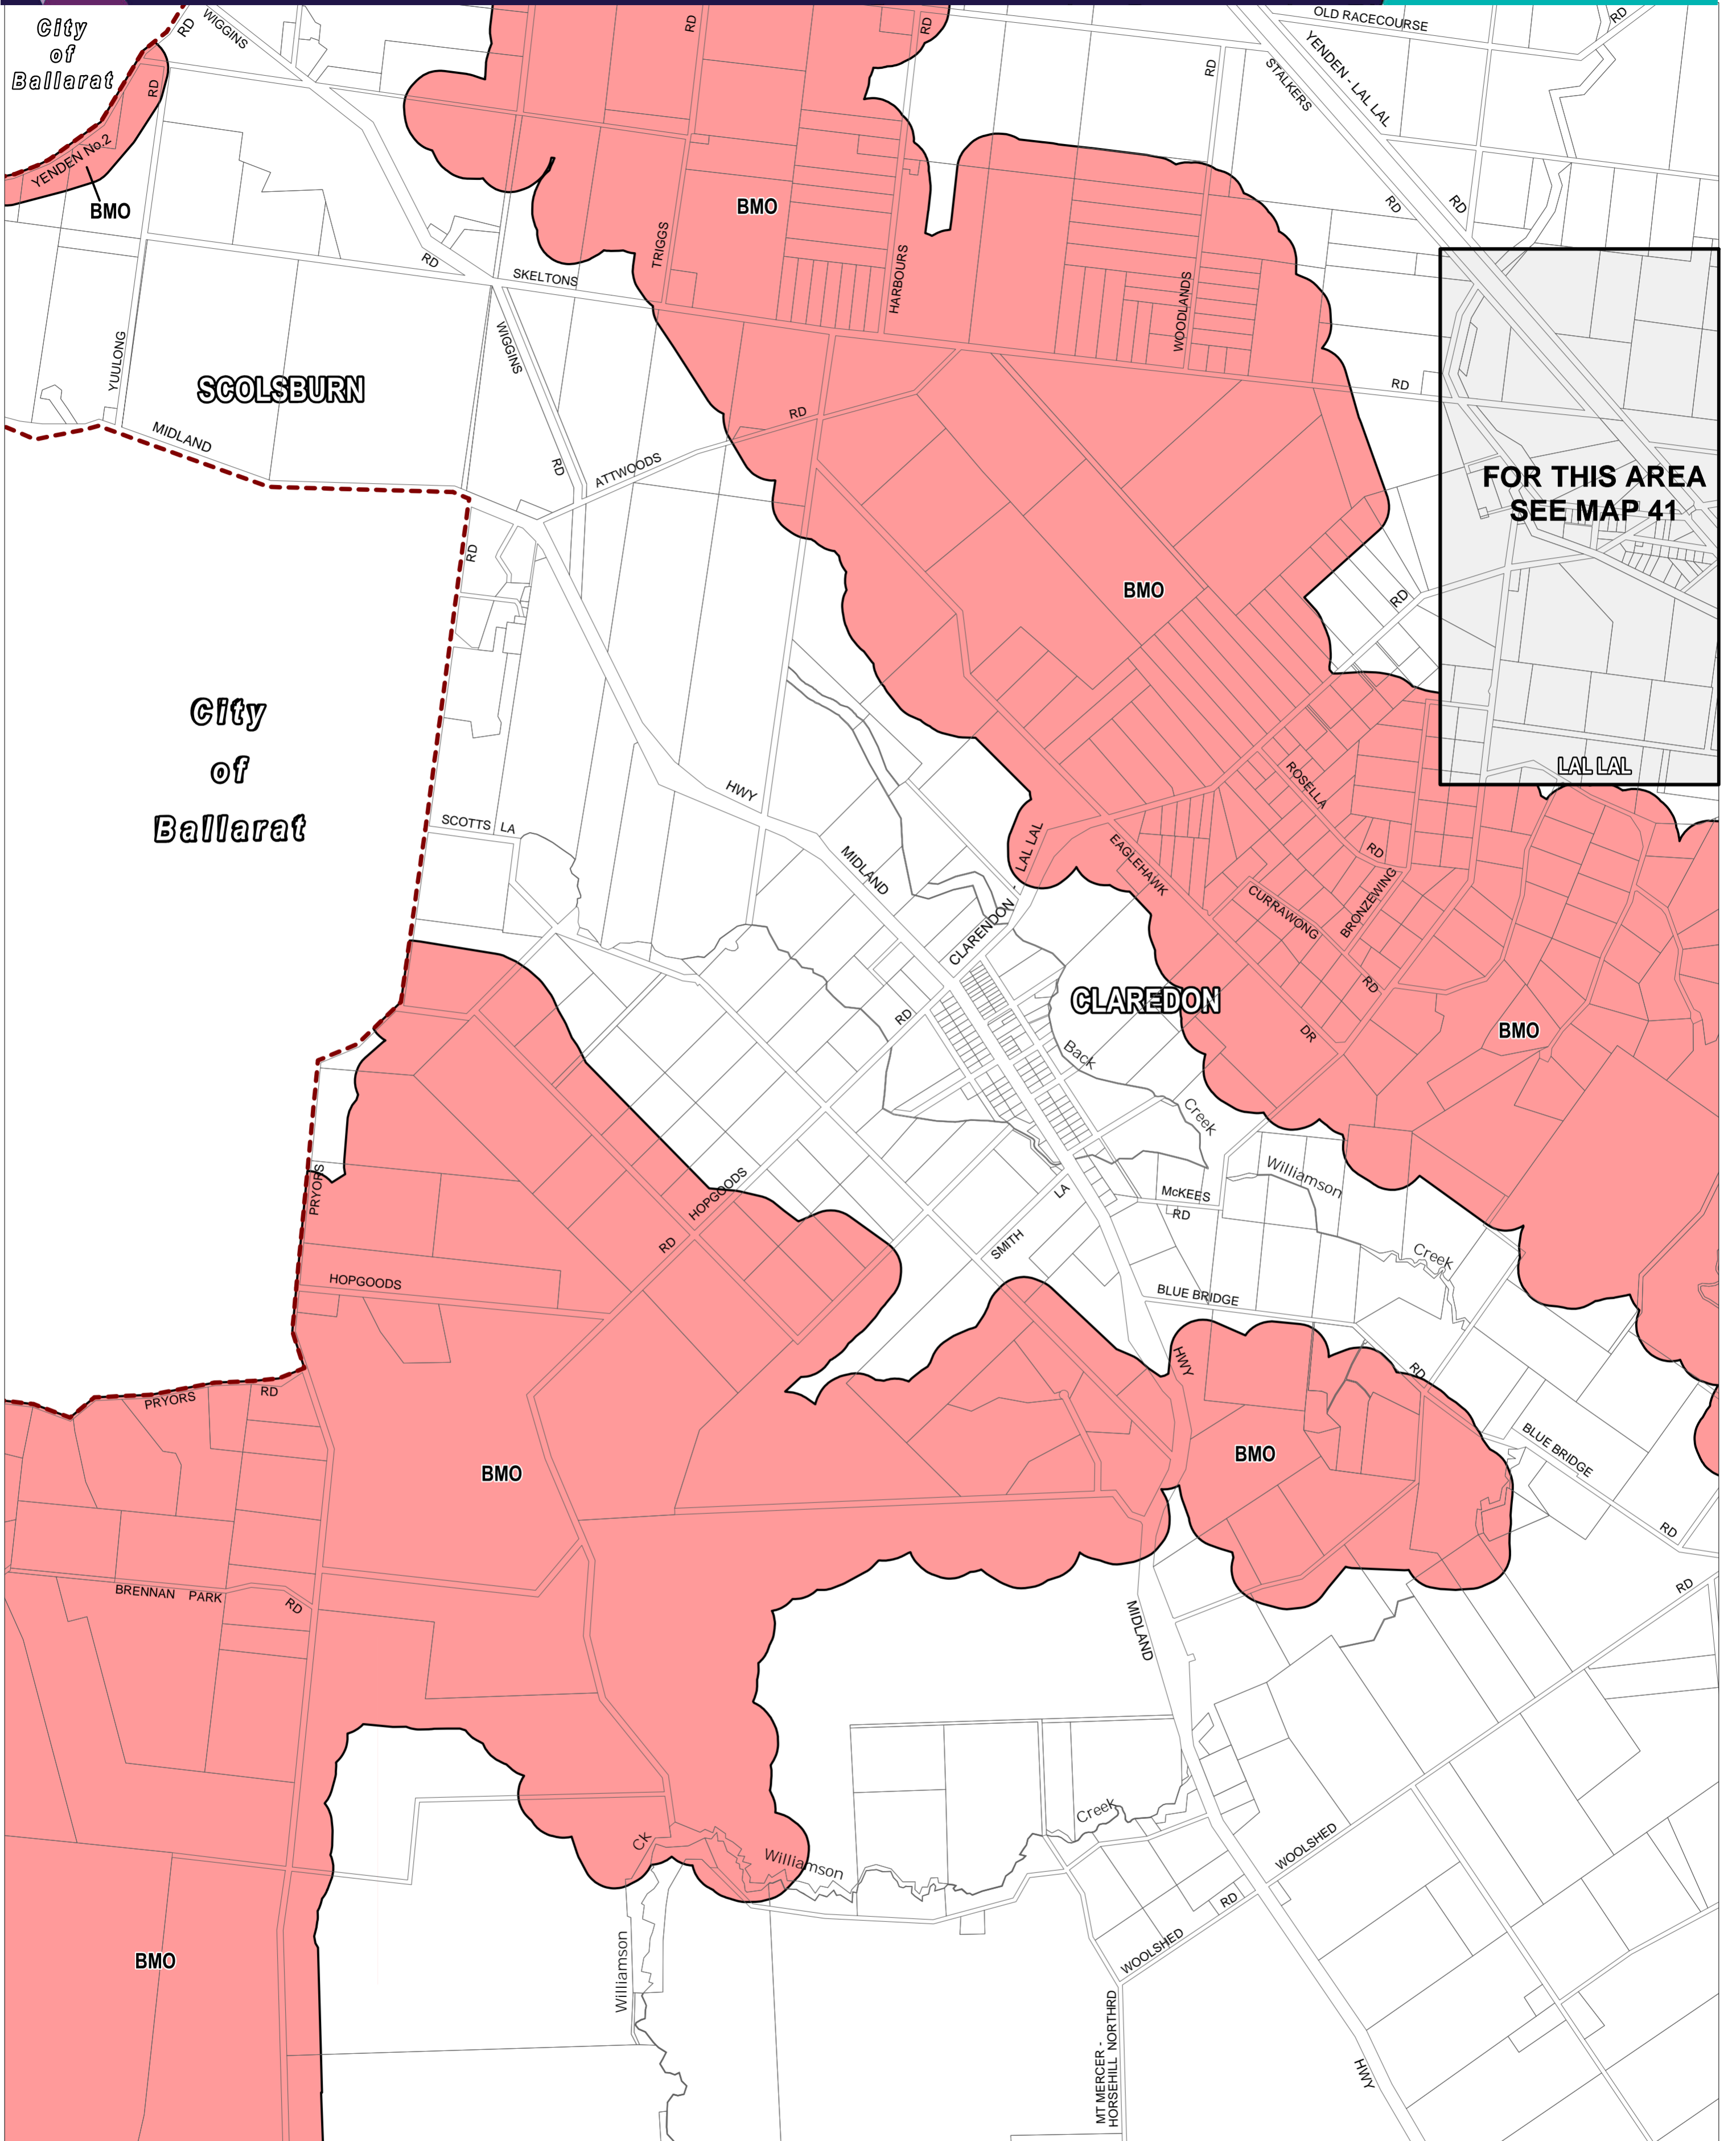 City
of
Ballarat
RD
WIGGINS
RD
RD
RD
OLD RACECOURSE
RD
YENDEN - LAL LAL
STALKERS
RD
RD
YENDEN No.2
BMO
BMO
RD
RD
TRIGGS
HARBOURS
SKELTONS
WOODLANDS
RD
YUULONG
WIGGINS
SCOLSBURN
MIDLAND
RD
ATTWOODS
RD
FOR THIS AREA
SEE MAP 41
RD
BMO
RD
City
of
Ballarat
LAL LAL
HWY
ROSELLA
RD
SCOTTS LA
MIDLAND
CLARENDON - LAL LAL
EAGLEHAWK
CURRAWONG
BRONZEWING
RD
DR
RD
CLAREDON
BMO
Back
Creek
Williamson
Creek
PRYORS
HOPGOODS
RD
McKEES
RD
SMITH LA
HOPGOODS
BLUE BRIDGE
HWY
RD
PRYORS RD
BMO
BMO
BLUE BRIDGE
RD
BRENNAN PARK
RD
MIDLAND
RD
Creek
Ck
Williamson
WOOLSHED
RD
WOOLSHED
Williamson
BMO
MT MERCER -
HORSEHILL NORTHRD
HWY